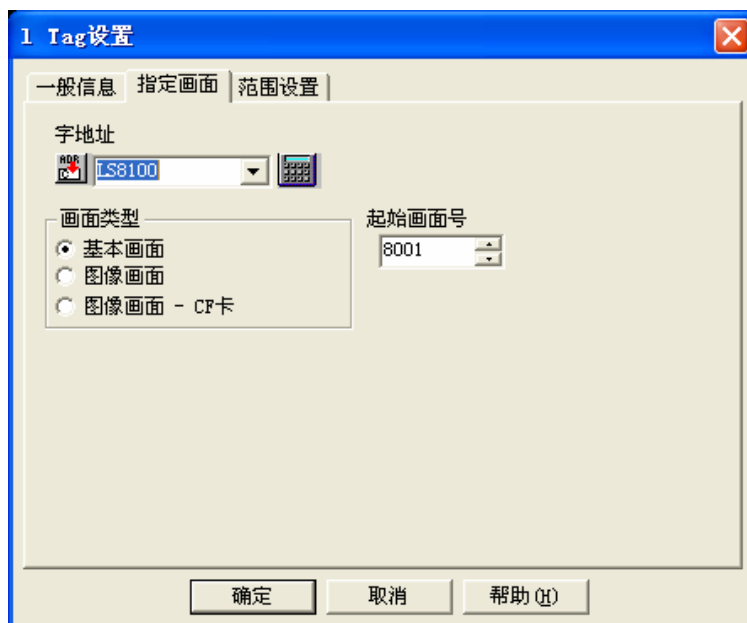 1 Tag设置
一般信息 指定画面 范围设置
字地址
ADR
LS8100
画面类型
起始画面号
基本画面
8001
图像画面
图像画面 - CF卡
确定 取消 帮助(H)